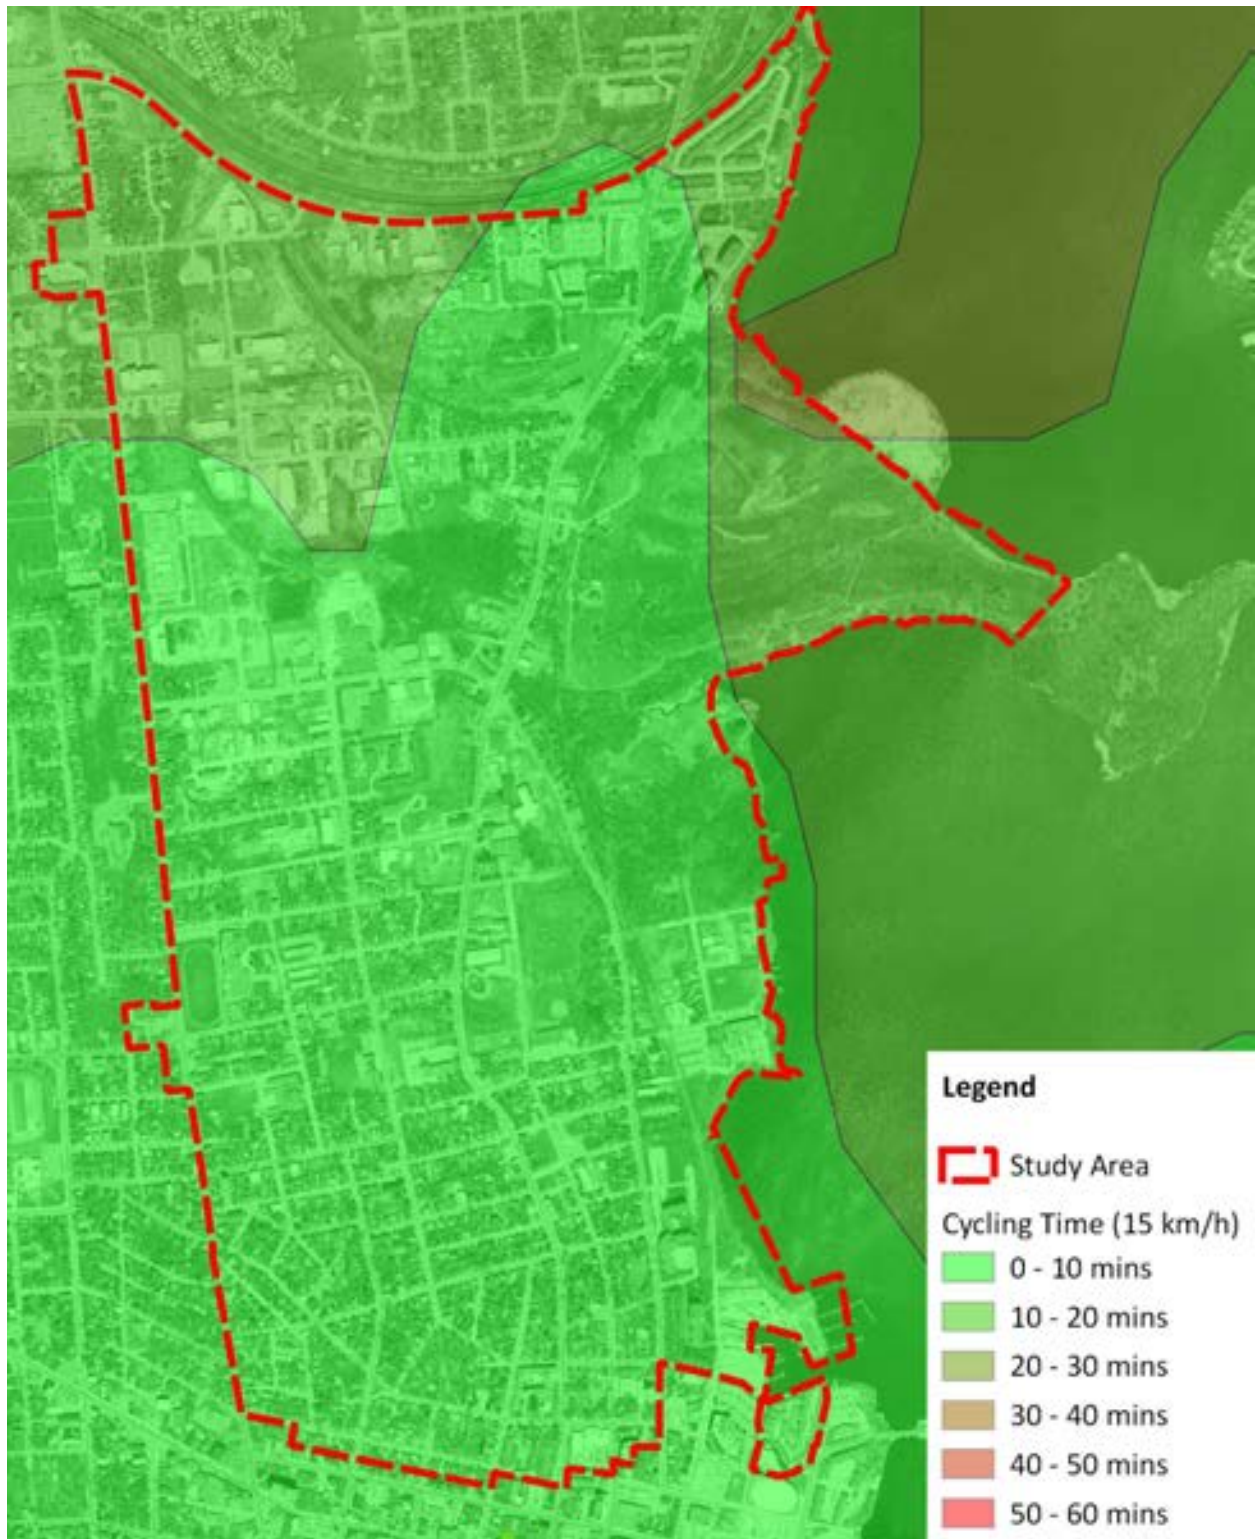 Legend
Study Area
Cycling Time (15 km/h)
0 - 10 mins
10 - 20 mins
20 - 30 mins
30 - 40 mins
40 - 50 mins
50 - 60 mins